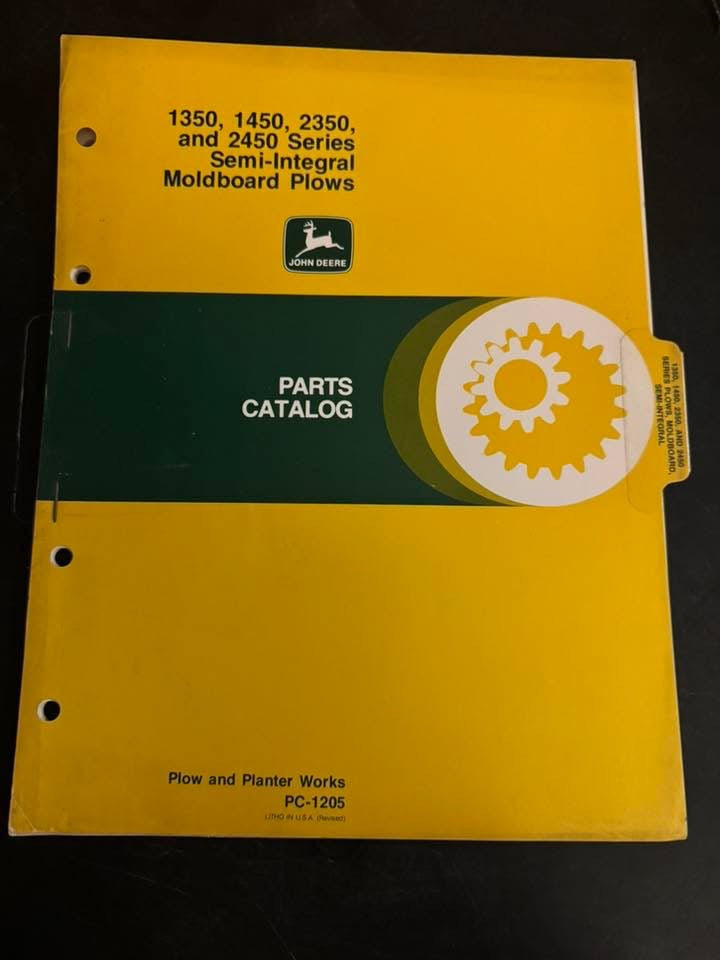 1350, 1450, 2350,
and 2450 Series
Semi-Integral
Moldboard Plows
JOHN DEERE
PARTS
CATALOG
1350, 1450, 2350, AND 2450
SERIES PLOWS, MOLDBOARD,
SEMI-INTEGRAL
Plow and Planter Works
PC-1205
LITHO IN U.S.A. (Revised)